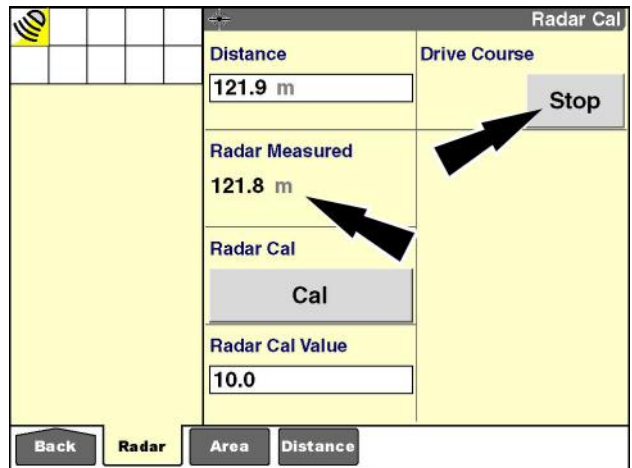 Radar Cal
Distance
121.9 m
Drive Course
Stop
Radar Measured
121.8 m
Radar Cal
Cal
Radar Cal Value
10.0
Back
Radar
Area
Distance